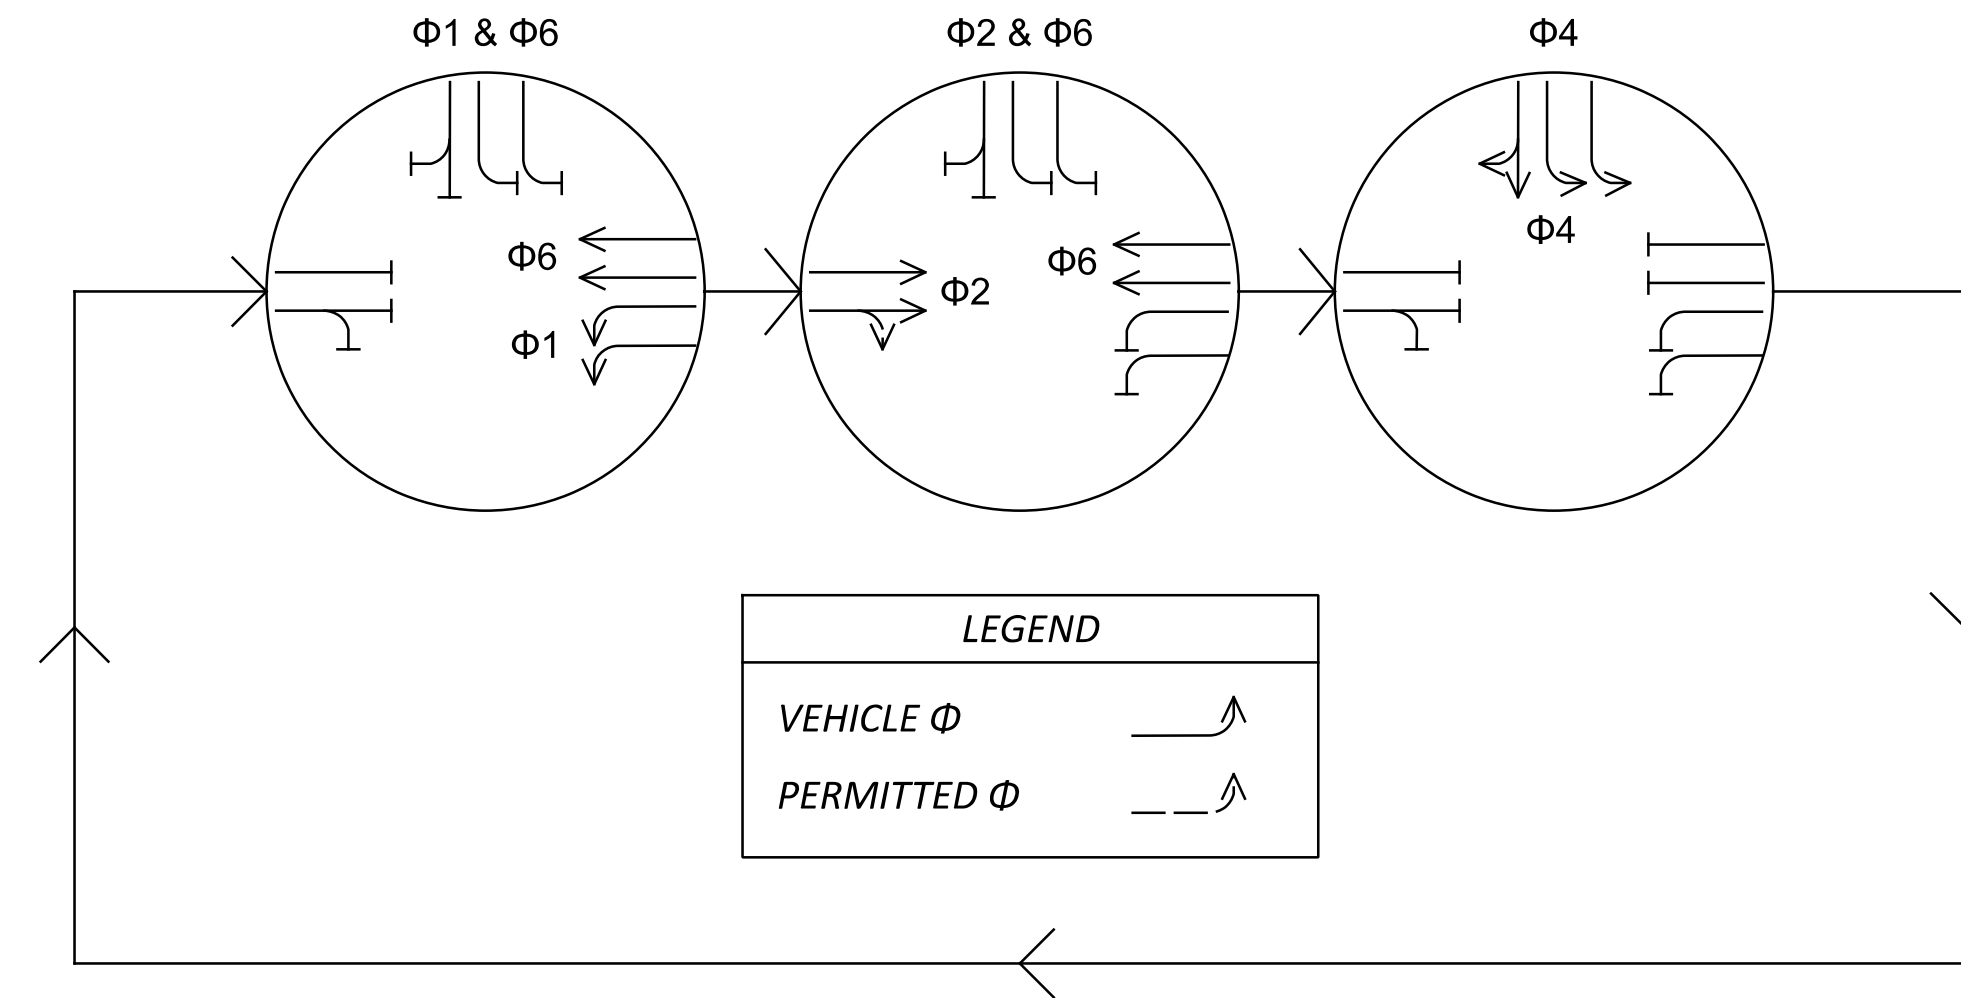 Φ1 & Φ6
Φ2 & Φ6
Φ4
Φ6
Φ1
Φ2
Φ6
Φ4
LEGEND
VEHICLE Φ
PERMITTED Φ